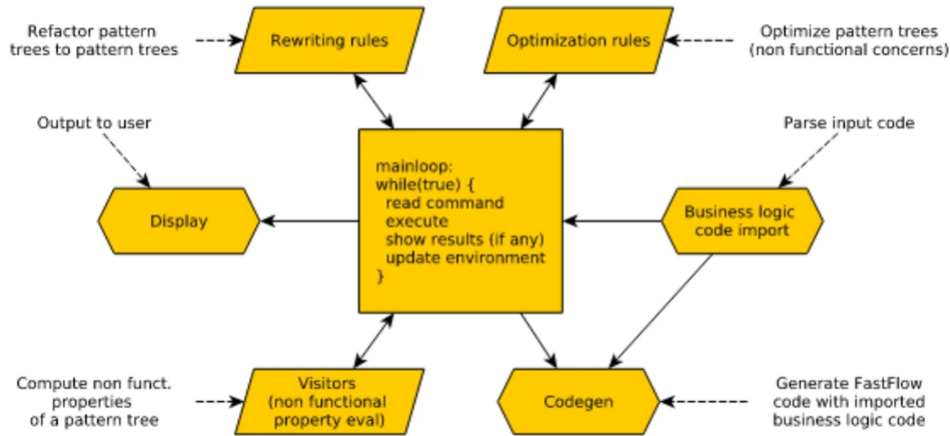 Refactor pattern
trees to pattern trees
Rewriting rules
Optimization rules
Optimize pattern trees
(non functional concerns)
Output to user
Parse input code
mainloop:
while(true) {
read command
execute
show results (if any)
update environment
}
Display
Business logic
code import
Compute non funct.
properties
of a pattern tree
Visitors
(non functional
property eval)
Codegen
Generate FastFlow
code with imported
business logic code